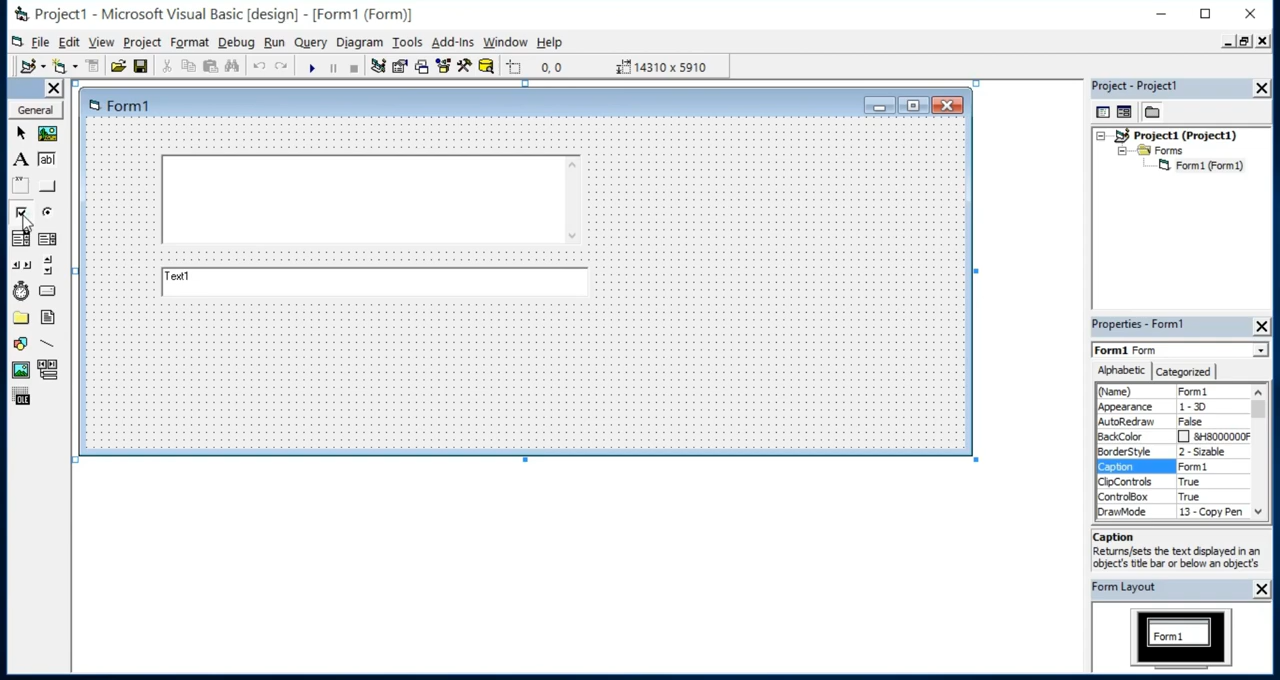 Project1 - Microsoft Visual Basic [design] - [Form1 (Form)]
File Edit View Project Format Debug Run Query Diagram Tools Add-Ins Window Help
0, 0 14310 x 5910
General
A ab|
XY
OLE
Form1
Text1
Project - Project1
Project1 (Project1)
Forms
Form1 (Form1)
Properties - Form1
Form1 Form
Alphabetic Categorized
(Name) Form1
Appearance 1 - 3D
AutoRedraw False
BackColor &H8000000F
BorderStyle 2 - Sizable
Caption Form1
ClipControls True
ControlBox True
DrawMode 13 - Copy Pen
Caption
Returns/sets the text displayed in an
object's title bar or below an object's
Form Layout
Form1